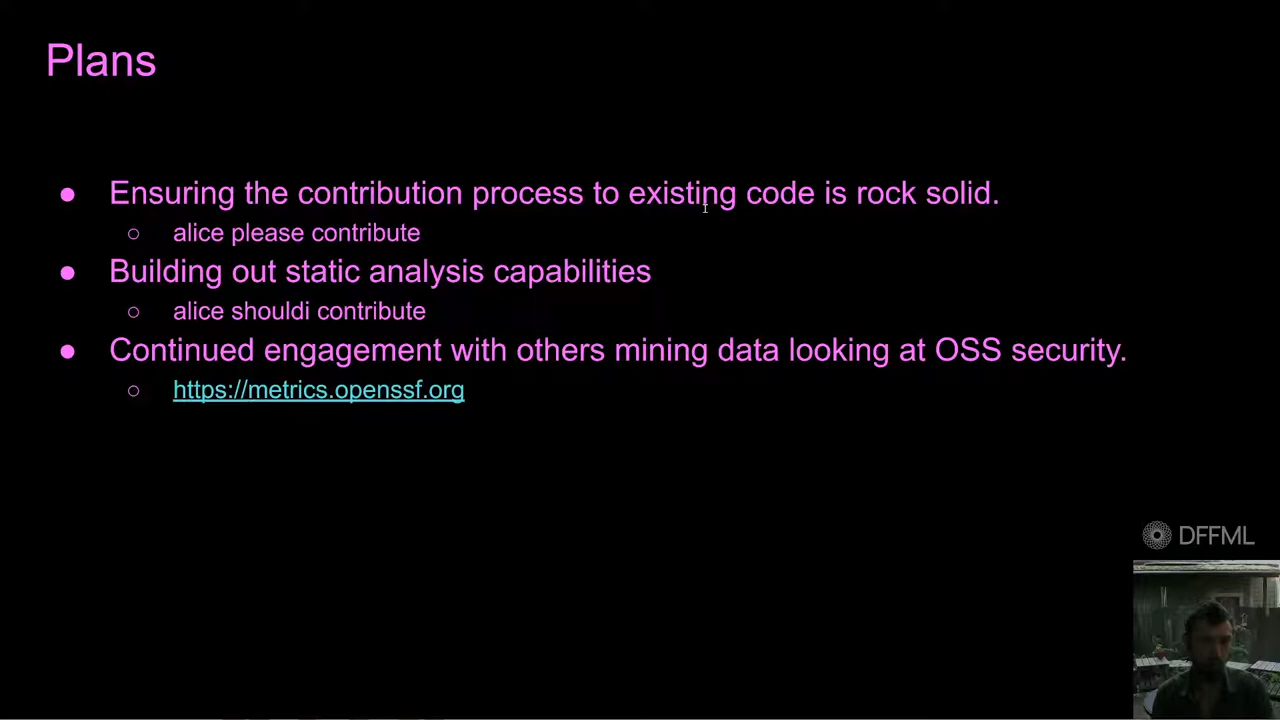 Plans
● Ensuring the contribution process to existing code is rock solid.
○ alice please contribute
● Building out static analysis capabilities
○ alice shouldi contribute
● Continued engagement with others mining data looking at OSS security.
○ https://metrics.openssf.org
DFFML